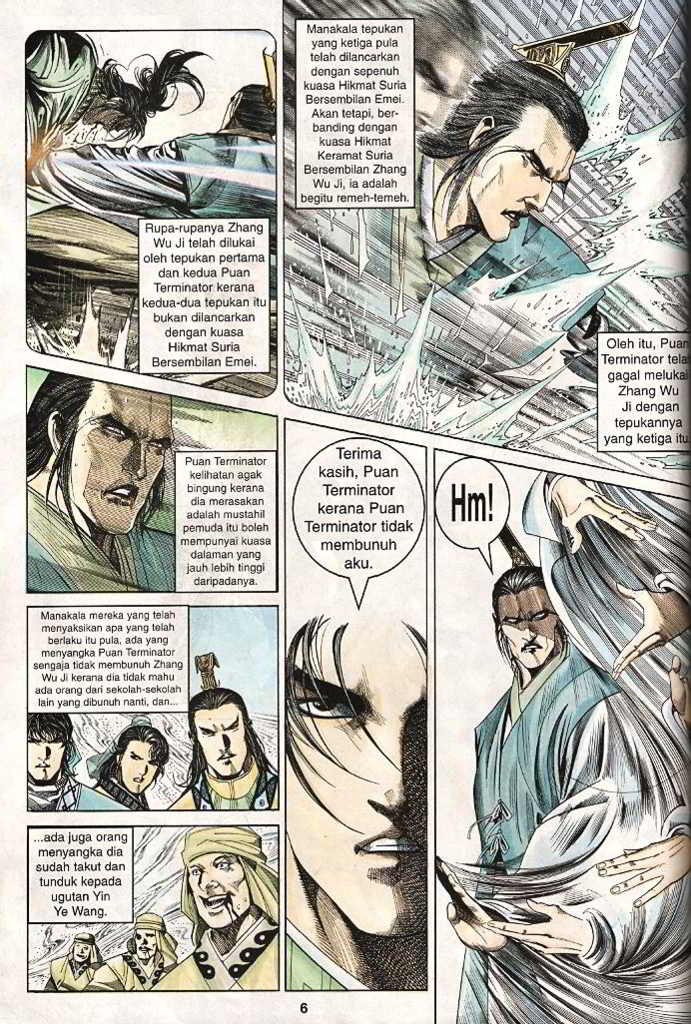 Rupa-rupanya Zhang
Wu Ji telah dilukai
oleh tepukan pertama
dan kedua Puan
Terminator kerana
kedua-dua tepukan itu
bukan dilancarkan
dengan kuasa
Hikmat Suria
Bersembilan Emei.
Manakala tepukan
yang ketiga pula
telah dilancarkan
dengan sepenuh
kuasa Hikmat Suria
Bersembilan Emei.
Akan tetapi, ber-
banding dengan
kuasa Hikmat
Keramat Suria
Bersembilan Zhang
Wu Ji, ia adalah
begitu remeh-temeh.
Oleh itu, Puan
Terminator telah
gagal melukai
Zhang Wu
Ji dengan
tepukannya
yang ketiga itu.
Puan Terminator
kelihatan agak
bingung kerana
dia merasakan
adalah mustahil
pemuda itu boleh
mempunyai kuasa
dalaman yang
jauh lebih tinggi
daripadanya.
Manakala mereka yang telah
menyaksikan apa yang telah
berlaku itu pula, ada yang
menyangka Puan Terminator
sengaja tidak membunuh Zhang
Wu Ji kerana dia tidak mahu
ada orang dari sekolah-sekolah
lain yang dibunuh nanti, dan...
...ada juga orang
menyangka dia
sudah takut dan
tunduk kepada
ugutan Yin
Ye Wang.
Terima
kasih, Puan
Terminator
kerana Puan
Terminator tidak
membunuh
aku.
Hm!
6